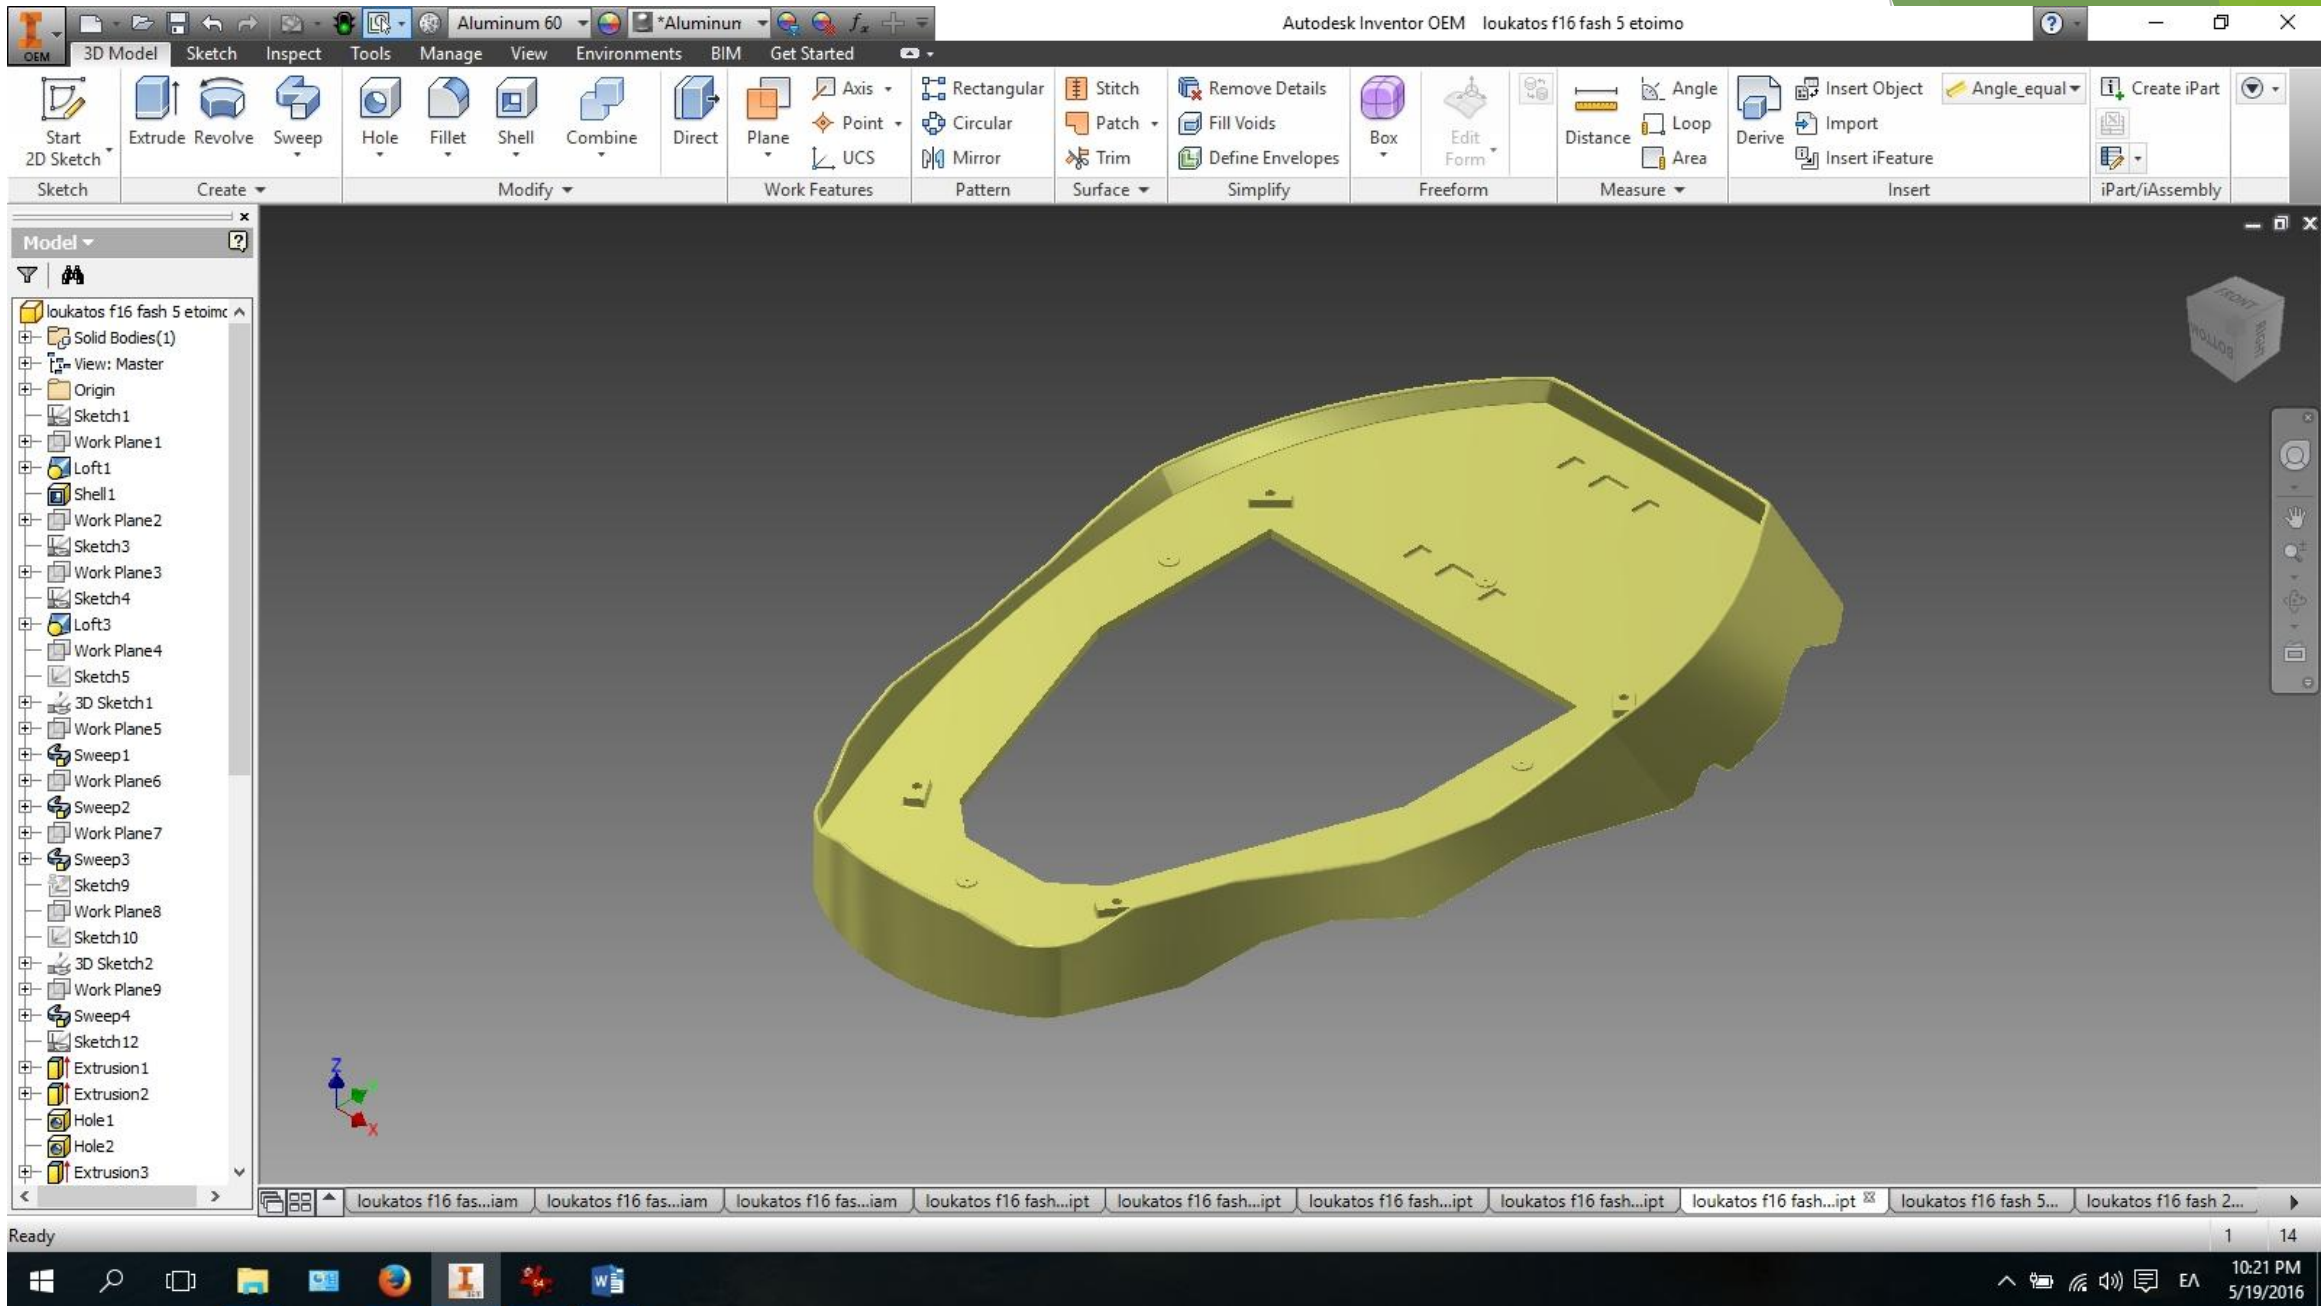 Aluminum 60
*Aluminun
Autodesk Inventor OEM loukatos f16 fash 5 etoimo
OEM
3D Model Sketch Inspect Tools Manage View Environments BIM Get Started
Start
2D Sketch
Extrude Revolve Sweep
Hole Fillet Shell Combine
Direct
Plane
Axis
Point
UCS
Rectangular
Circular
Mirror
Stitch
Patch
Trim
Remove Details
Fill Voids
Define Envelopes
Box
Edit
Form
Distance
Angle
Loop
Area
Derive
Insert Object
Import
Insert iFeature
Angle_equal
Create iPart
Sketch Create Modify Work Features Pattern Surface Simplify Freeform Measure Insert iPart/iAssembly
Model
loukatos f16 fash 5 etoimo
Solid Bodies(1)
View: Master
Origin
Sketch1
Work Plane1
Loft1
Shell1
Work Plane2
Sketch3
Work Plane3
Sketch4
Loft3
Work Plane4
Sketch5
3D Sketch1
Work Plane5
Sweep1
Work Plane6
Sweep2
Work Plane7
Sweep3
Sketch9
Work Plane8
Sketch10
3D Sketch2
Work Plane9
Sweep4
Sketch12
Extrusion1
Extrusion2
Hole1
Hole2
Extrusion3
FRONT
BOTTOM
RIGHT
Z
X
loukatos f16 fas...iam loukatos f16 fas...iam loukatos f16 fas...iam loukatos f16 fash...ipt loukatos f16 fash...ipt loukatos f16 fash...ipt loukatos f16 fash...ipt loukatos f16 fash...ipt loukatos f16 fash 5... loukatos f16 fash 2...
Ready
1 14
ΕΛ
10:21 PM
5/19/2016